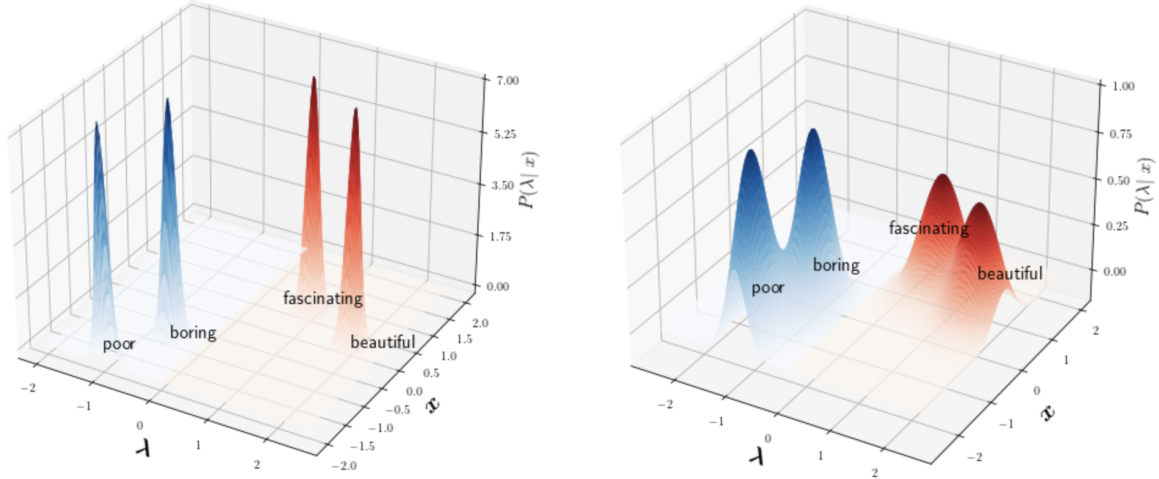 7.00
5.25
3.50
1.75
0.00
P(λ| x)
fascinating
boring
poor
beautiful
−2
−1
0
1
2
λ
2.0
1.5
1.0
0.5
0.0
−0.5
−1.0
−1.5
−2.0
x
1.00
0.75
0.50
0.25
0.00
P(λ| x)
fascinating
boring
beautiful
poor
−2
−1
0
1
2
λ
2
1
0
−1
−2
x